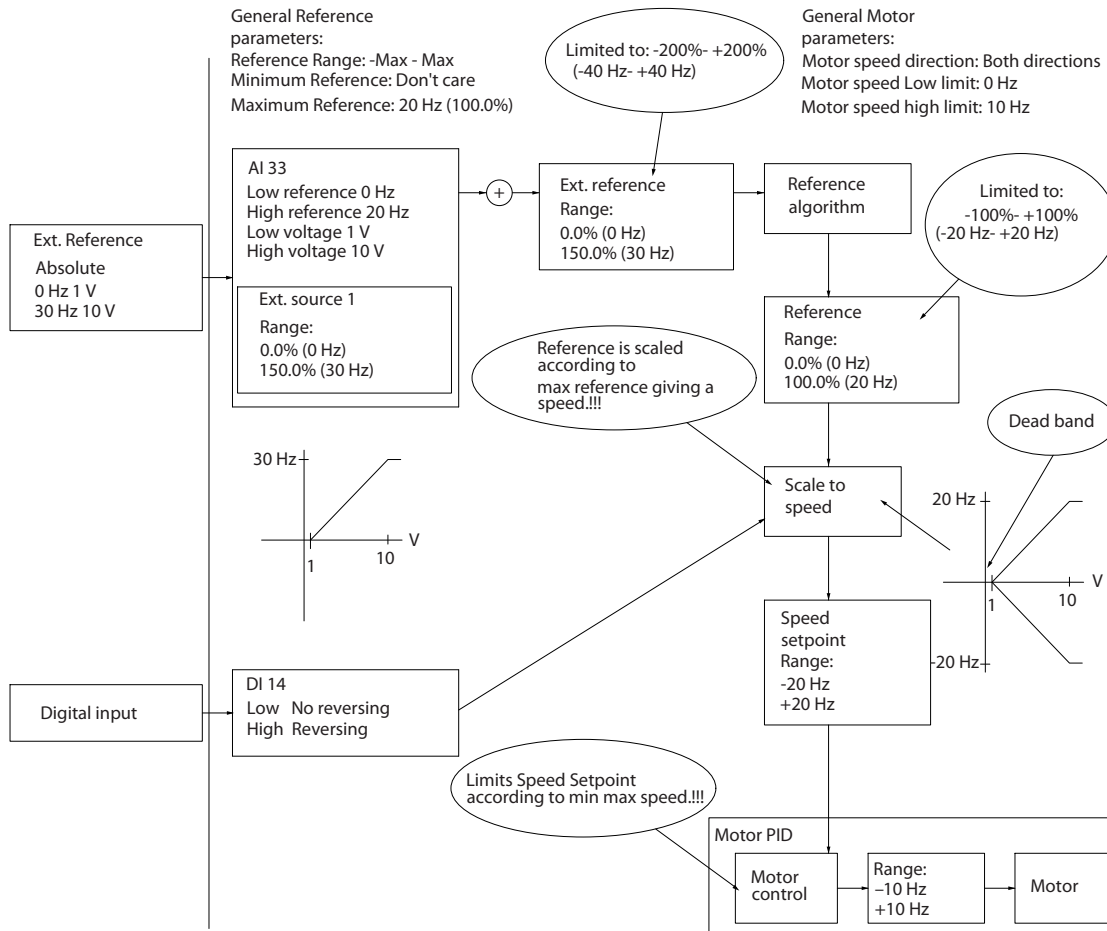 General Reference
parameters:
Reference Range: -Max - Max
Minimum Reference: Don't care
Maximum Reference: 20 Hz (100.0%)
Limited to: -200%- +200%
(-40 Hz- +40 Hz)
General Motor
parameters:
Motor speed direction: Both directions
Motor speed Low limit: 0 Hz
Motor speed high limit: 10 Hz
Ext. Reference
Absolute
0 Hz 1 V
30 Hz 10 V
AI 33
Low reference 0 Hz
High reference 20 Hz
Low voltage 1 V
High voltage 10 V
Ext. source 1
Range:
0.0% (0 Hz)
150.0% (30 Hz)
+
Ext. reference
Range:
0.0% (0 Hz)
150.0% (30 Hz)
Reference
algorithm
Limited to:
-100%- +100%
(-20 Hz- +20 Hz)
Reference
Range:
0.0% (0 Hz)
100.0% (20 Hz)
Reference is scaled
according to
max reference giving a
speed.!!!
Dead band
30 Hz
1
10
V
Scale to
speed
20 Hz
V
1
10
-20 Hz
Speed
setpoint
Range:
-20 Hz
+20 Hz
Digital input
DI 14
Low No reversing
High Reversing
Limits Speed Setpoint
according to min max speed.!!!
Motor PID
Motor
control
Range:
–10 Hz
+10 Hz
Motor